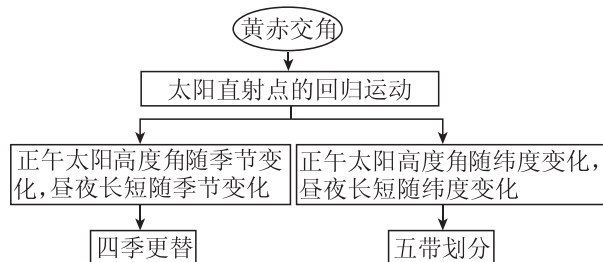 黄赤交角
太阳直射点的回归运动
正午太阳高度角随季节变
化,昼夜长短随季节变化
正午太阳高度角随纬度变化,
昼夜长短随纬度变化
四季更替
五带划分